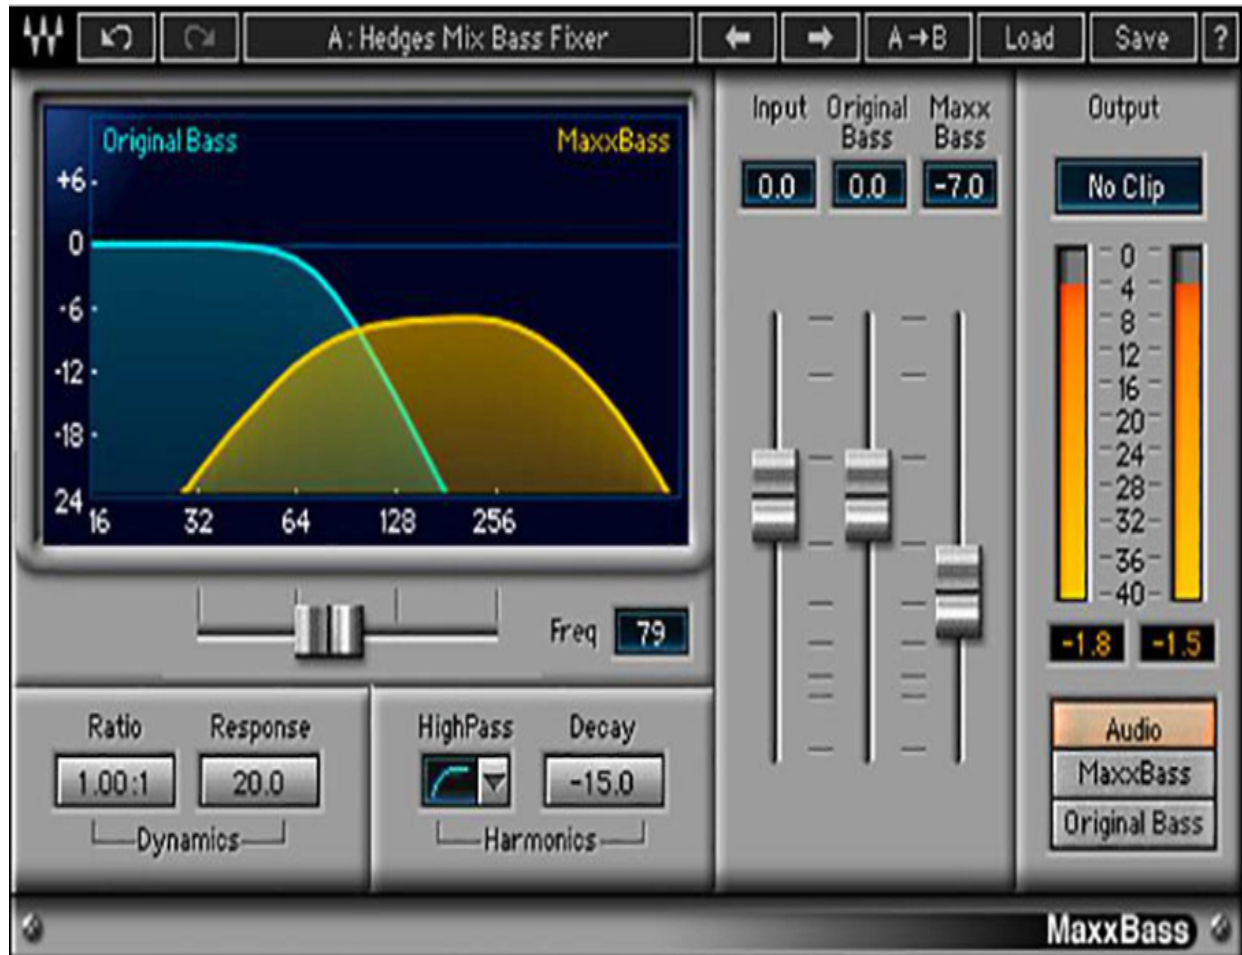 A: Hedges Mix Bass Fixer
A→B
Load
Save
?
Original Bass
MaxxBass
+6
0
-6
-12
-18
24
16
32
64
128
256
Freq
79
Input
Original
Bass
Maxx
Bass
0.0
0.0
-7.0
Output
No Clip
0
4
8
12
16
20
24
28
32
36
40
-1.8
-1.5
Ratio
Response
1.00:1
20.0
Dynamics
HighPass
Decay
-15.0
Harmonics
Audio
MaxxBass
Original Bass
MaxxBass